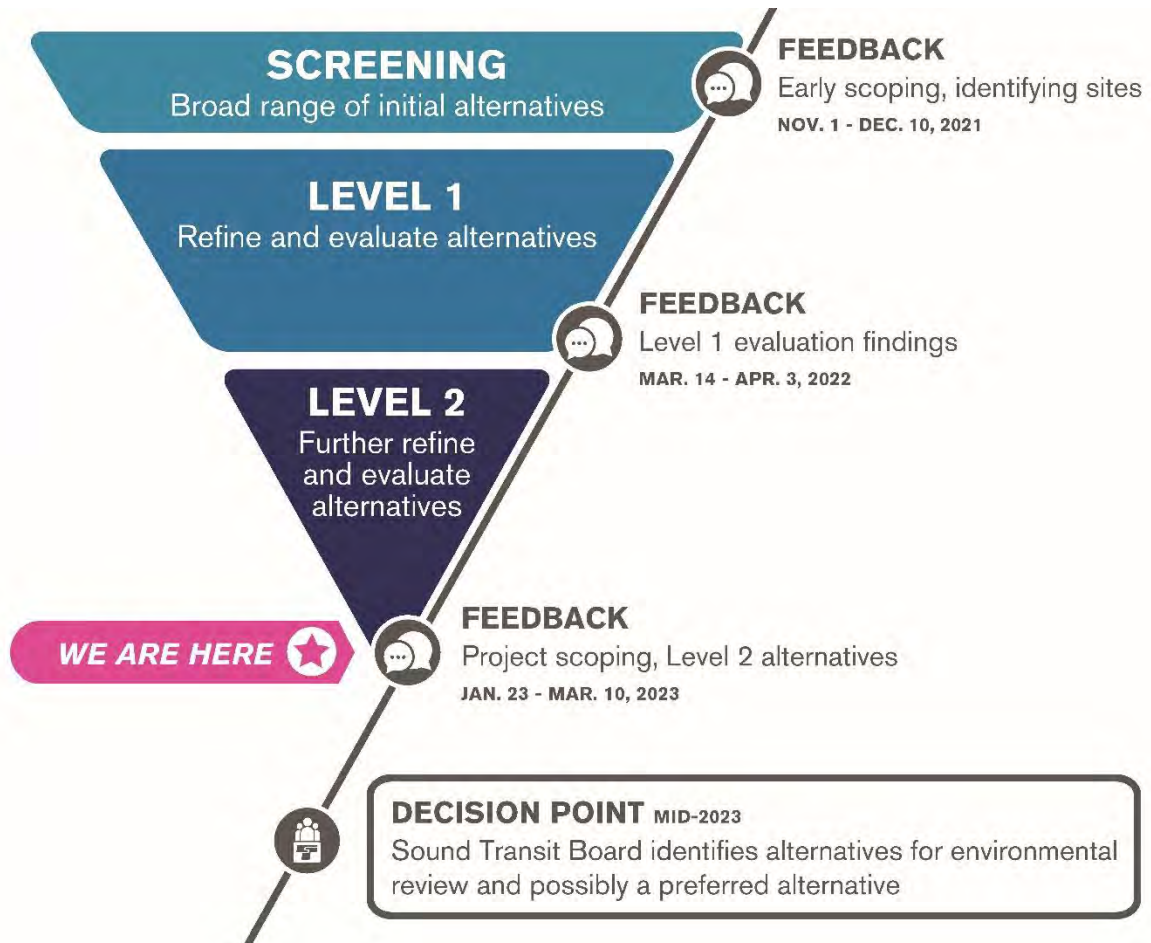 SCREENING
Broad range of initial alternatives
FEEDBACK
Early scoping, identifying sites
NOV. 1 - DEC. 10, 2021
LEVEL 1
Refine and evaluate alternatives
FEEDBACK
Level 1 evaluation findings
MAR. 14 - APR. 3, 2022
LEVEL 2
Further refine
and evaluate
alternatives
WE ARE HERE
FEEDBACK
Project scoping, Level 2 alternatives
JAN. 23 - MAR. 10, 2023
DECISION POINT MID-2023
Sound Transit Board identifies alternatives for environmental
review and possibly a preferred alternative